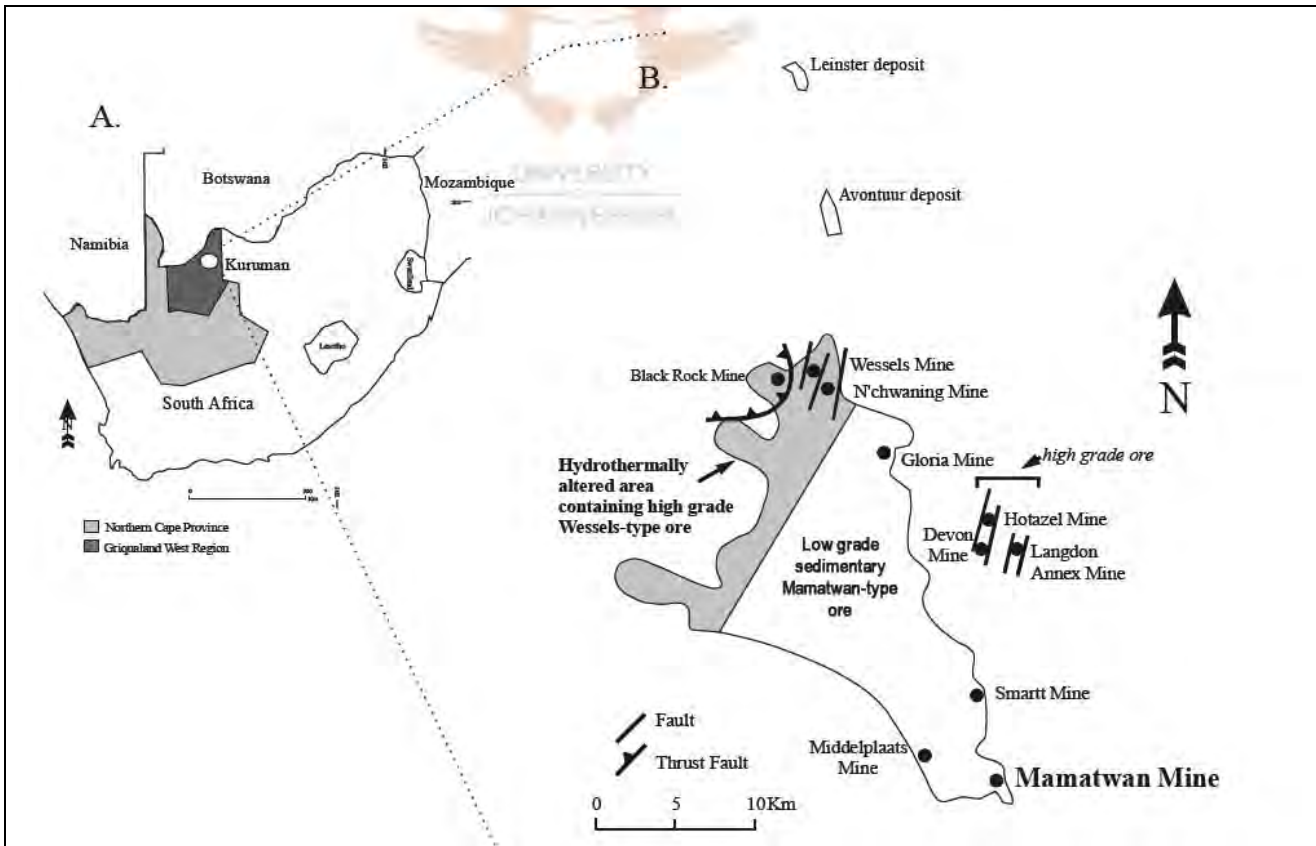 A.
Botswana
Mozambique
Namibia
Kuruman
Lesotho
South Africa
N
Northern Cape Province
Griqualand West Region
UNIVERSITY
JOHANNESBURG
B.
Leinster deposit
Avontuur deposit
N
Black Rock Mine
Wessels Mine
N'chwaning Mine
Gloria Mine
high grade ore
Hydrothermally
altered area
containing high grade
Wessels-type ore
Devon
Mine
Hotazel Mine
Langdon
Annex Mine
Low grade
sedimentary
Mamatwan-type
ore
Smartt Mine
Middelplaats
Mine
Mamatwan Mine
Fault
Thrust Fault
0 5 10Km